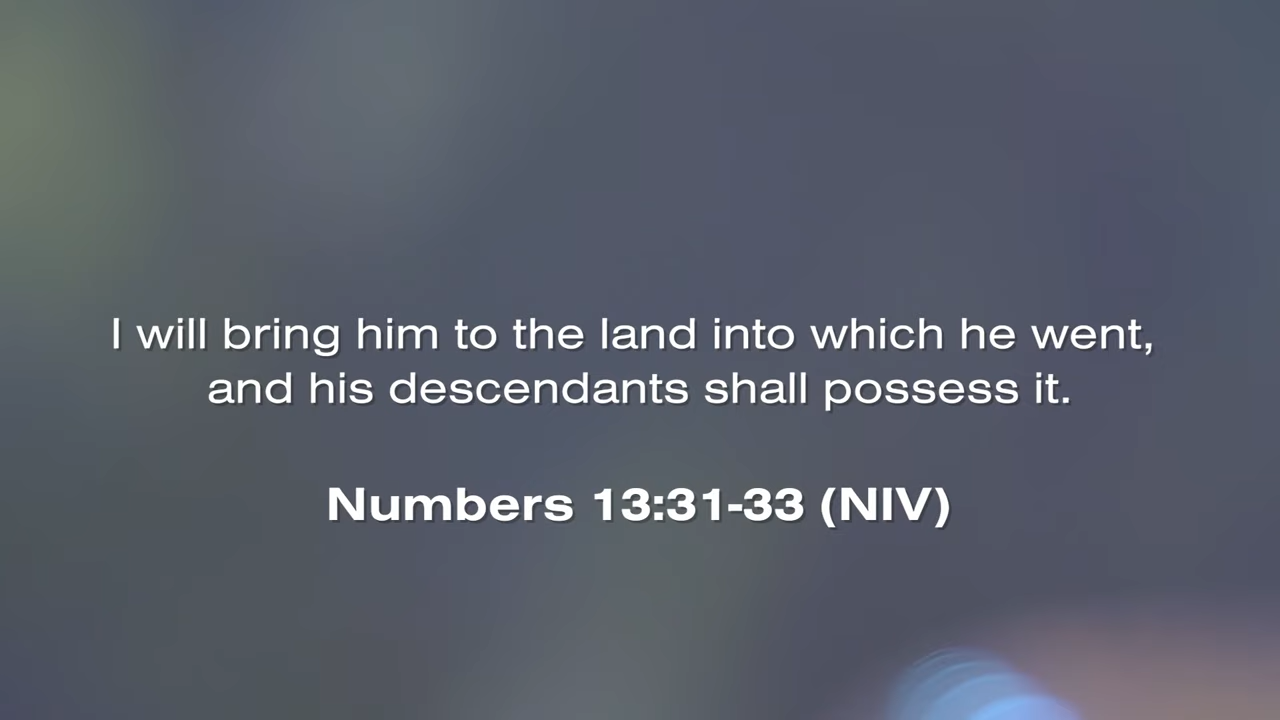 I will bring him to the land into which he went,
and his descendants shall possess it.
Numbers 13:31-33 (NIV)